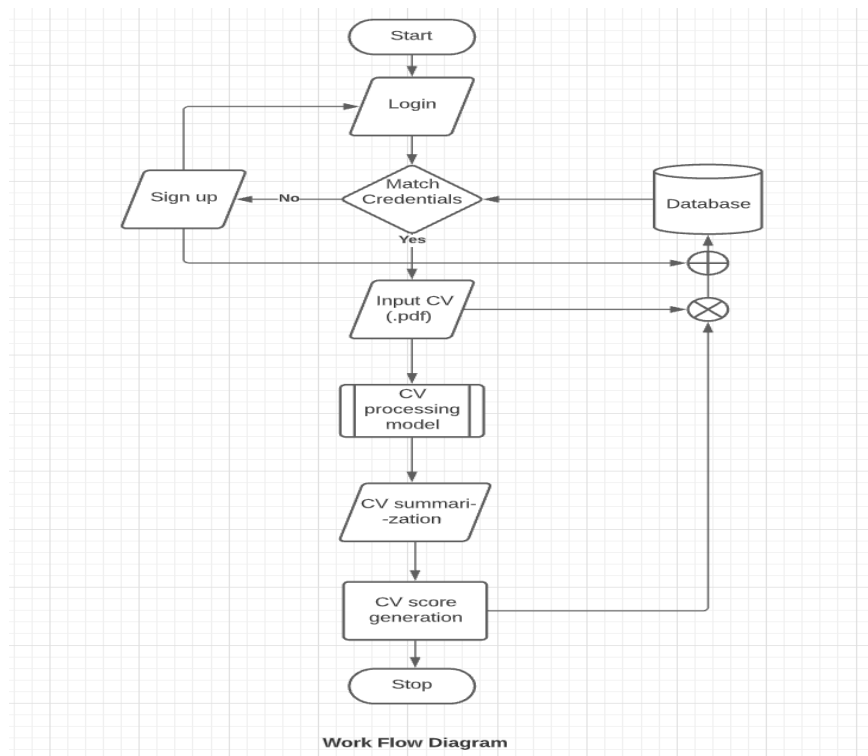 Start
Login
Match
Credentials
Sign up
No
Database
Yes
Input CV
(.pdf)
CV
processing
model
CV summari-
-zation
CV score
generation
Stop
Work Flow Diagram